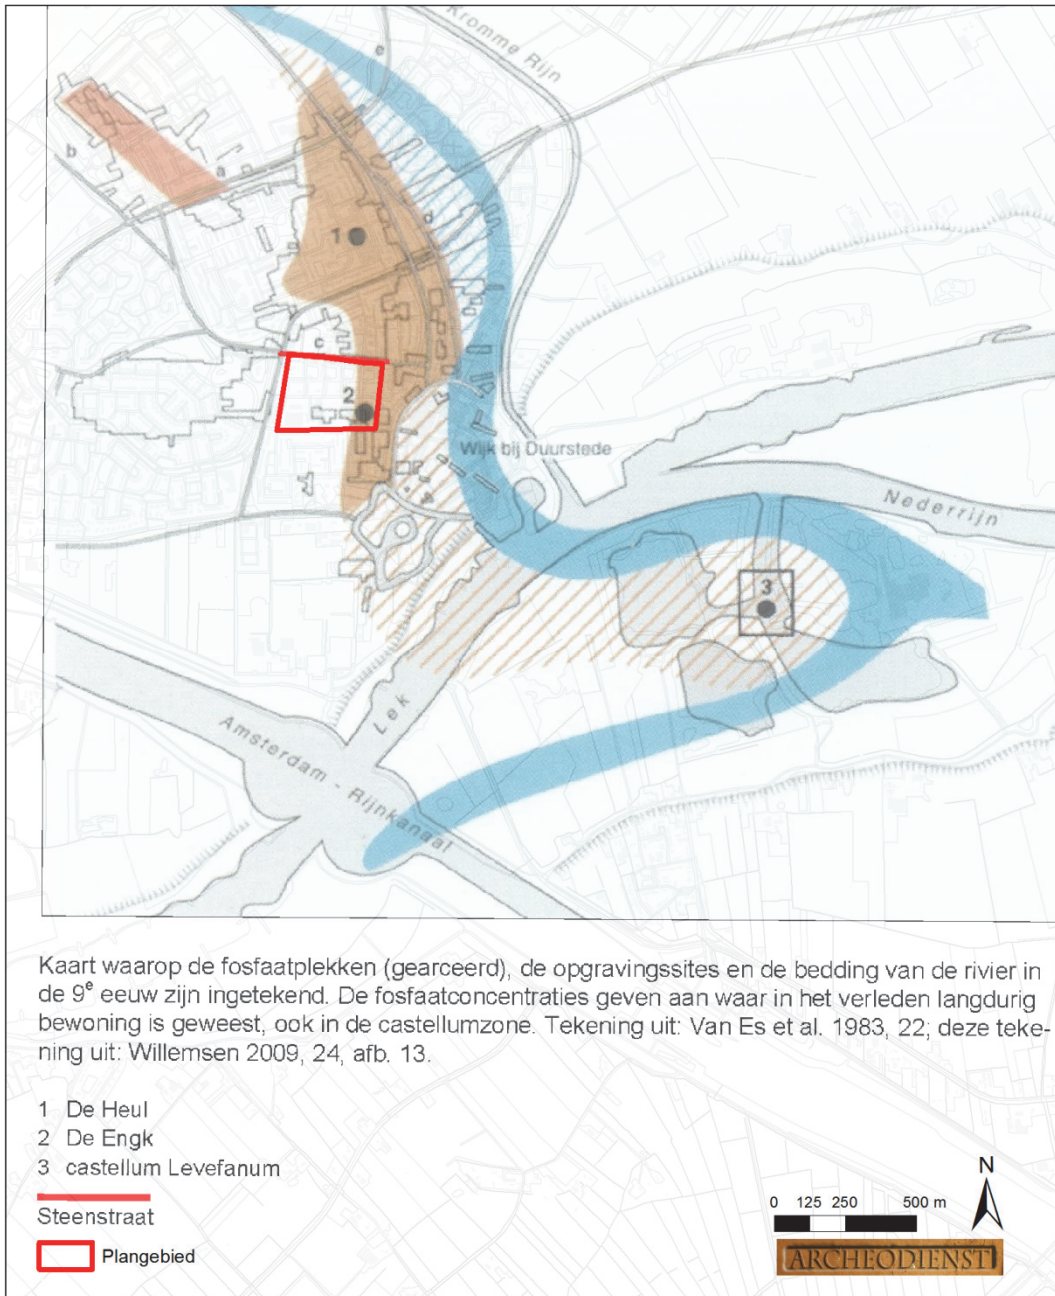 Kromme Rijn
e
b
a
1
d
c
2
Wijk bij Duurstede
Nederrijn
3
Lek
Amsterdam - Rijnkanaal
Kaart waarop de fosfaatplekken (gearceerd), de opgravingssites en de bedding van de rivier in
de 9e eeuw zijn ingetekend. De fosfaatconcentraties geven aan waar in het verleden langdurig
bewoning is geweest, ook in de castellumzone. Tekening uit: Van Es et al. 1983, 22; deze teke-
ning uit: Willemsen 2009, 24, afb. 13.
1 De Heul
2 De Engk
3 castellum Levefanum
Steenstraat
Plangebied
N
0 125 250 500 m
ARCHEODIENST